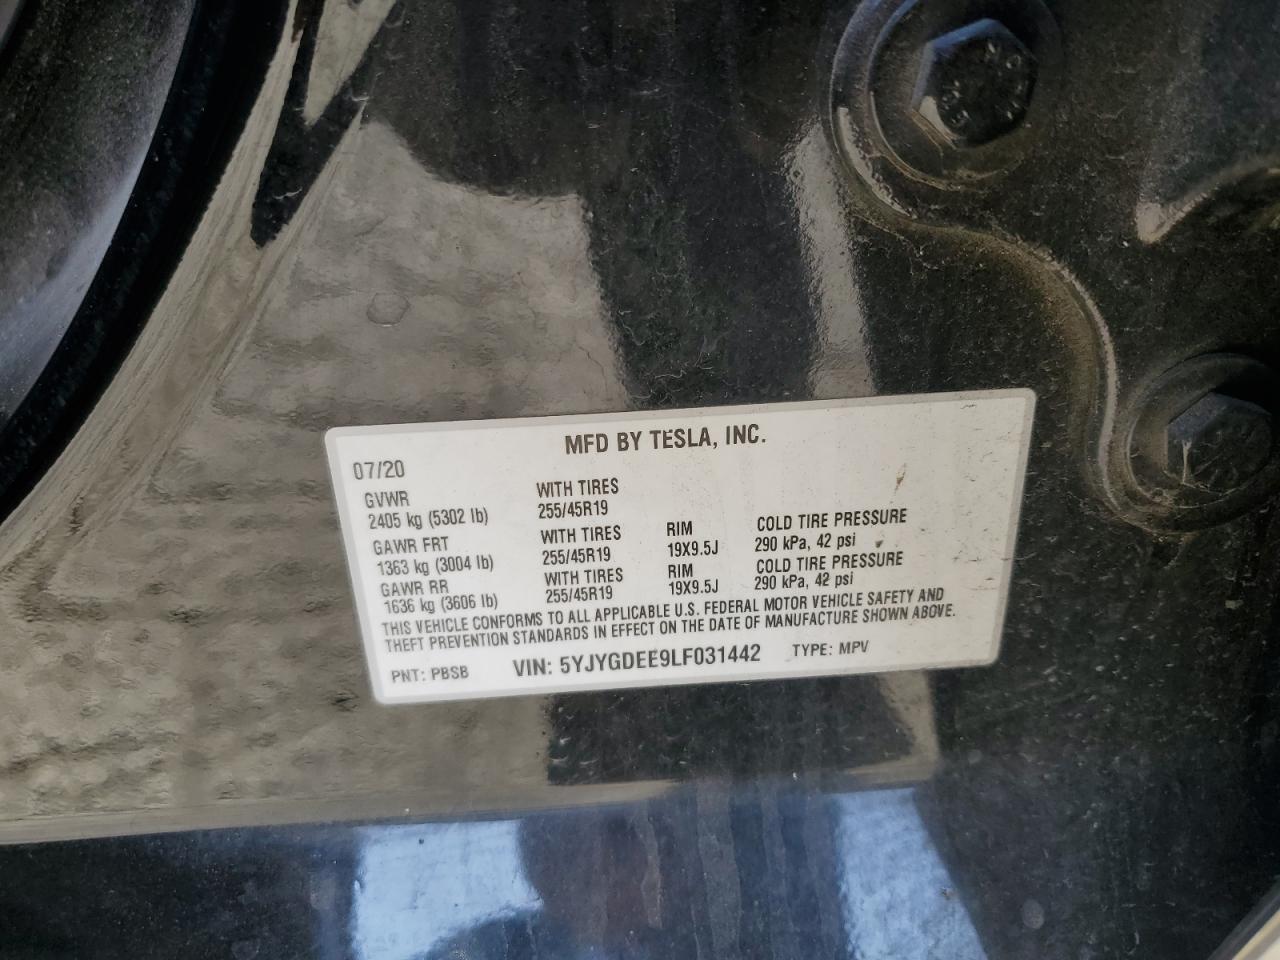 MFD BY TESLA, INC.
07/20
GVWR WITH TIRES
2405 kg (5302 lb) 255/45R19
GAWR FRT WITH TIRES RIM COLD TIRE PRESSURE
1363 kg (3004 lb) 255/45R19 19X9.5J 290 kPa, 42 psi
GAWR RR WITH TIRES RIM COLD TIRE PRESSURE
1636 kg (3606 lb) 255/45R19 19X9.5J 290 kPa, 42 psi
THIS VEHICLE CONFORMS TO ALL APPLICABLE U.S. FEDERAL MOTOR VEHICLE SAFETY AND
THEFT PREVENTION STANDARDS IN EFFECT ON THE DATE OF MANUFACTURE SHOWN ABOVE.
PNT: PBSB VIN: 5YJYGDEE9LF031442 TYPE: MPV